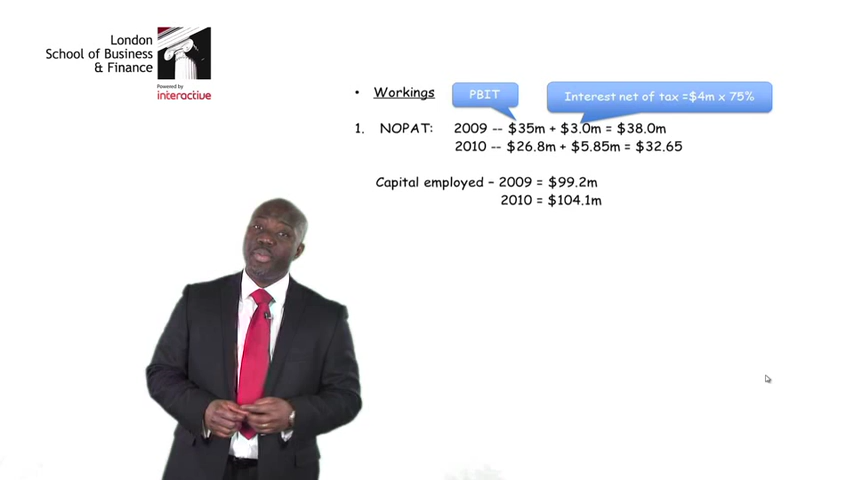 London
School of Business
& Finance
Powered by
interactive
• Workings
PBIT
Interest net of tax =$4m x 75%
1. NOPAT: 2009 -- $35m + $3.0m = $38.0m
2010 -- $26.8m + $5.85m = $32.65
Capital employed – 2009 = $99.2m
2010 = $104.1m